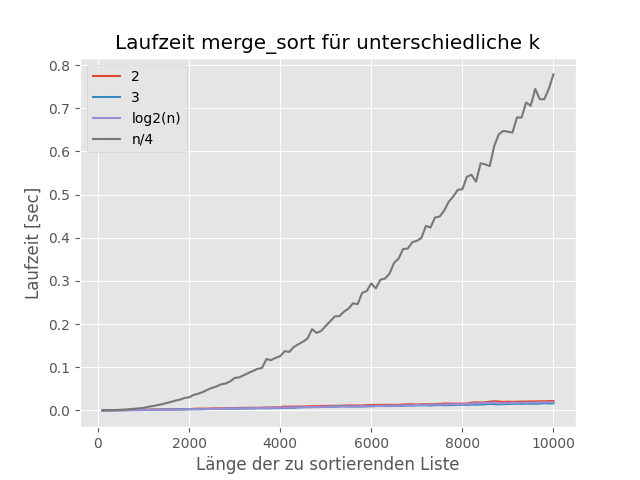 Laufzeit merge_sort für unterschiedliche k
0.8
0.7
0.6
0.5
0.4
0.3
0.2
0.1
0.0
Laufzeit [sec]
2
3
log2(n)
n/4
0 2000 4000 6000 8000 10000
Länge der zu sortierenden Liste